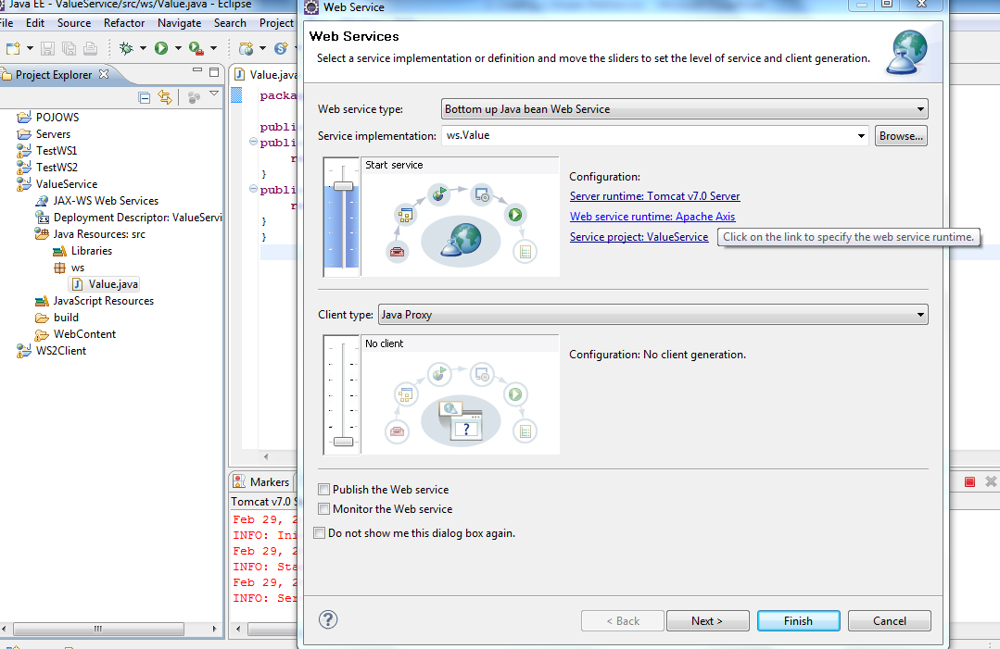 Java EE - ValueService/src/ws/Value.java - Eclipse
File Edit Source Refactor Navigate Search Project
Project Explorer
POJOWS
Servers
TestWS1
TestWS2
ValueService
JAX-WS Web Services
Deployment Descriptor: ValueServi
Java Resources: src
Libraries
ws
Value.java
JavaScript Resources
build
WebContent
WS2Client
Value.java
packa
publi
publi
r
}
publi
r
}
}
Markers
Tomcat v7.0 S
Feb 29, 2
INFO: Ini
Feb 29, 2
INFO: Sta
Feb 29, 2
INFO: Ser
Web Service
Web Services
Select a service implementation or definition and move the sliders to set the level of service and client generation.
Web service type: Bottom up Java bean Web Service
Service implementation: ws.Value Browse...
Start service
Configuration:
Server runtime: Tomcat v7.0 Server
Web service runtime: Apache Axis
Service project: ValueService
Click on the link to specify the web service runtime.
Client type: Java Proxy
No client
?
Configuration: No client generation.
Publish the Web service
Monitor the Web service
Do not show me this dialog box again.
?
< Back Next > Finish Cancel